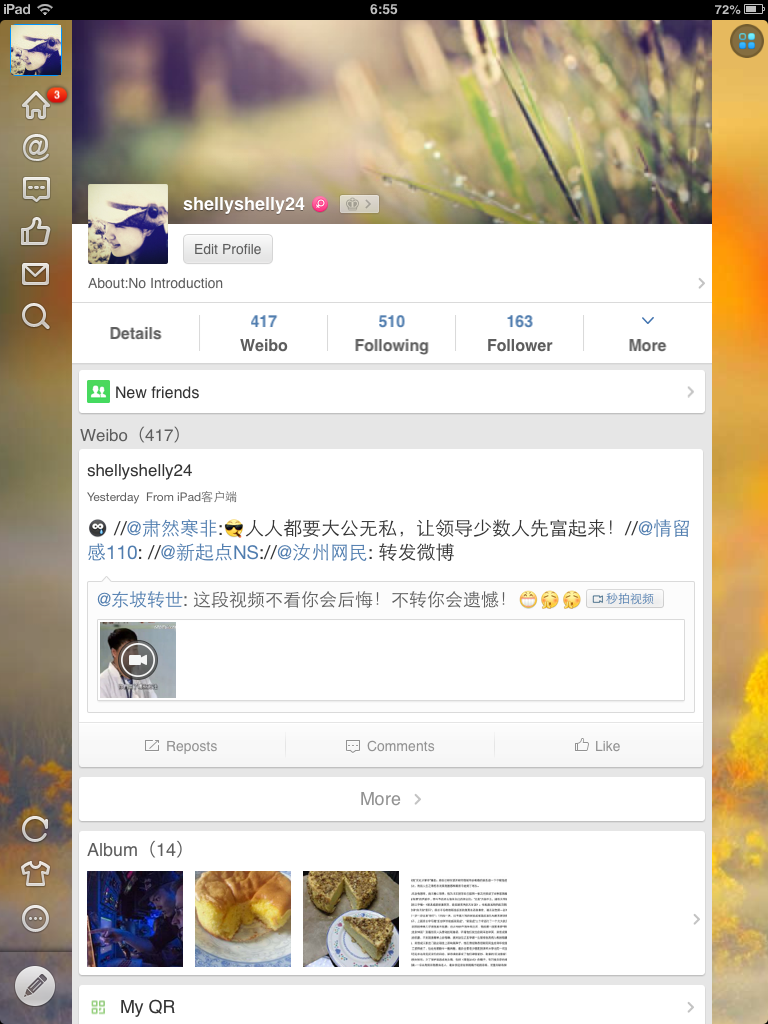 iPad 6:55 72%
3
shellyshelly24
Edit Profile
About:No Introduction
Details
417
Weibo
510
Following
163
Follower
More
New friends
Weibo（417）
shellyshelly24
Yesterday From iPad客户端
//@肃然寒非:人人都要大公无私，让领导少数人先富起来！//@情留
感110: //@新起点NS://@汝州网民: 转发微博
@东坡转世: 这段视频不看你会后悔！不转你会遗憾！ 秒拍视频
Reposts
Comments
Like
More
Album（14）
My QR